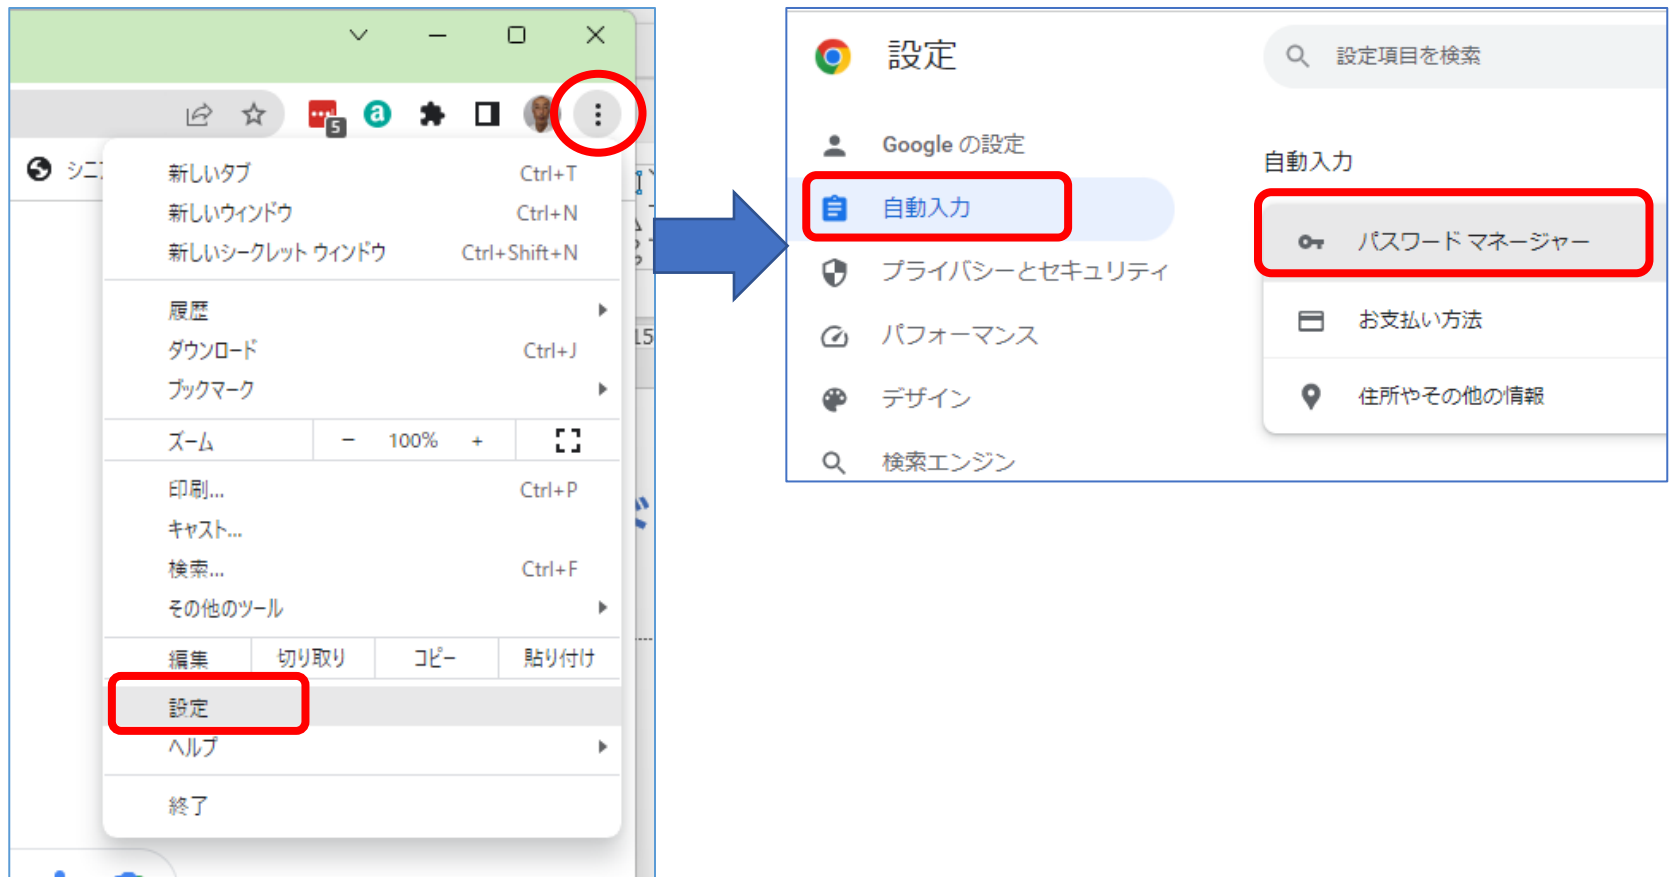 5
a
シニア
新しいタブ Ctrl+T
新しいウィンドウ Ctrl+N
新しいシークレット ウィンドウ Ctrl+Shift+N
履歴
ダウンロード Ctrl+J
ブックマーク
ズーム − 100% +
印刷... Ctrl+P
キャスト...
検索... Ctrl+F
その他のツール
編集 切り取り コピー 貼り付け
設定
ヘルプ
終了
15
設定
設定項目を検索
Google の設定
自動入力
プライバシーとセキュリティ
パフォーマンス
デザイン
検索エンジン
自動入力
パスワード マネージャー
お支払い方法
住所やその他の情報